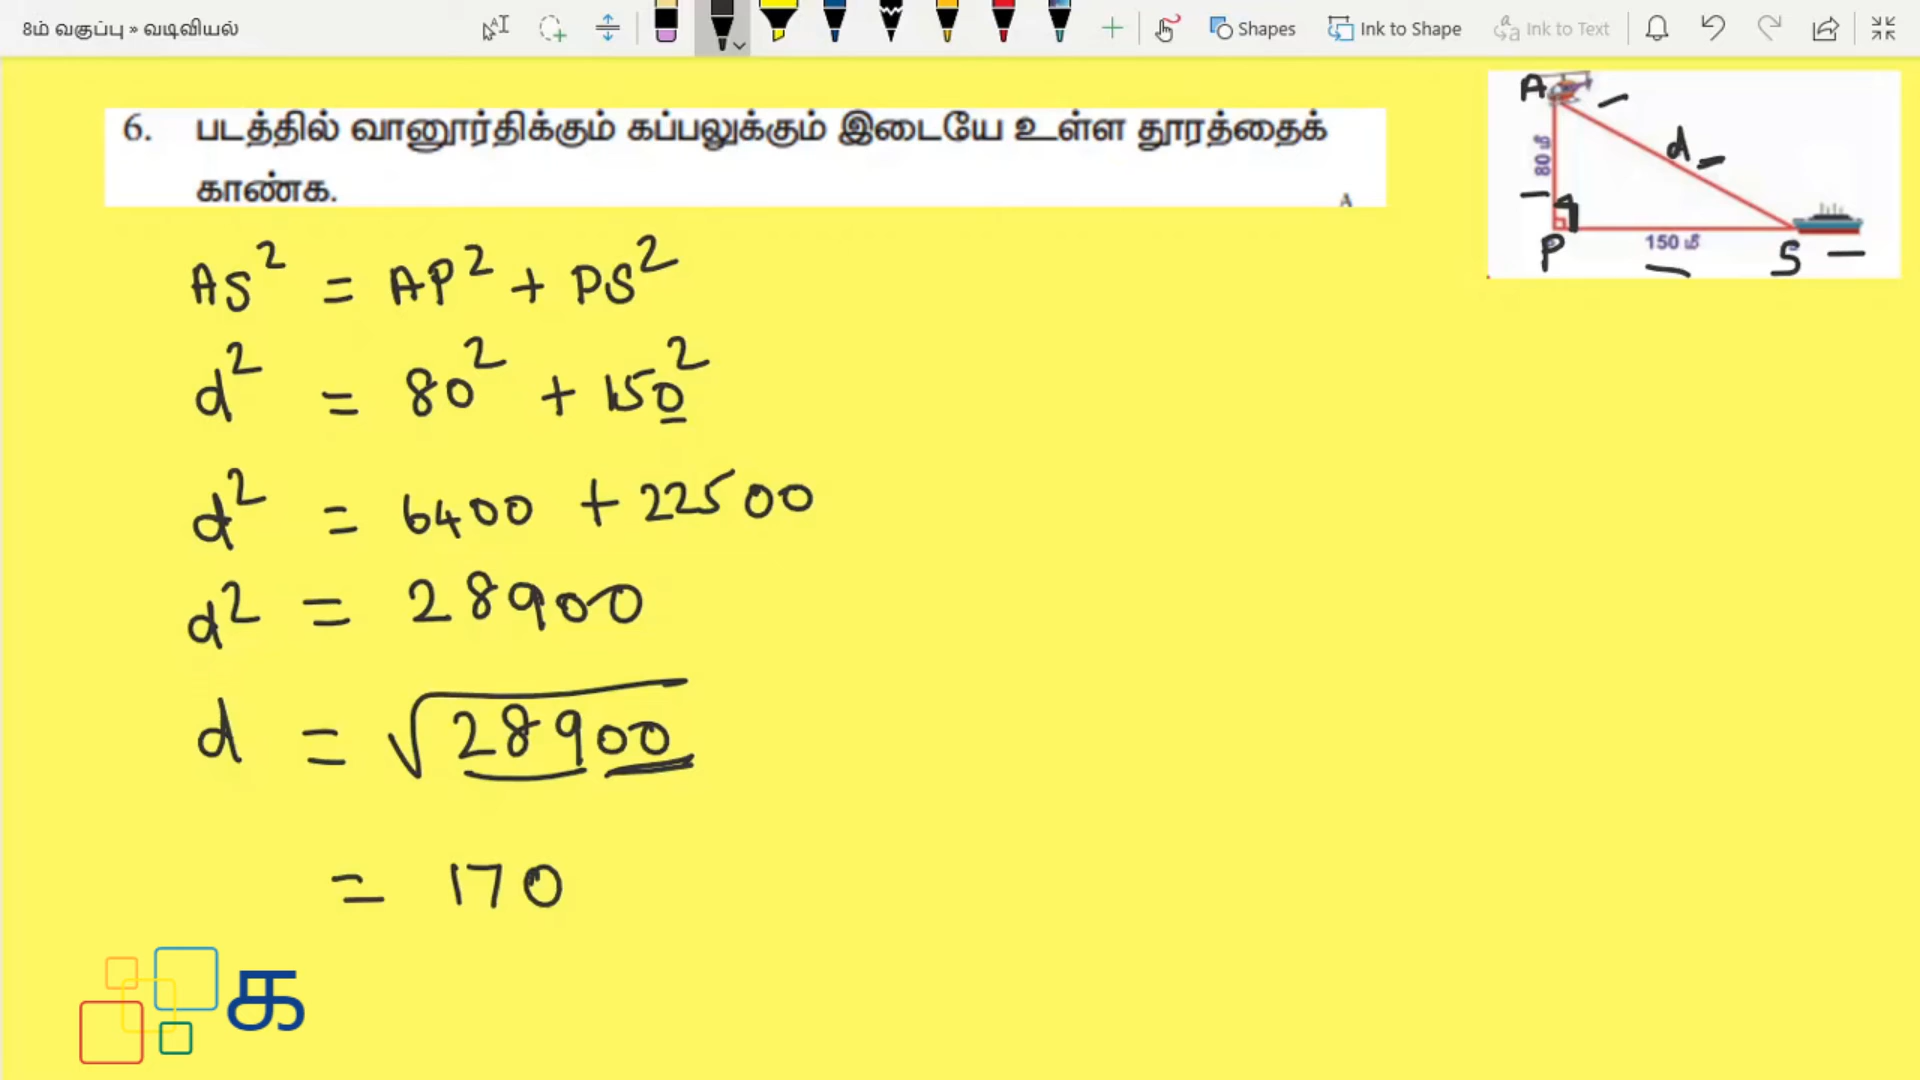 8ம் வகுப்பு » வடிவியல்
Shapes
Ink to Shape
Ink to Text
6. படத்தில் வானூர்திக்கும் கப்பலுக்கும் இடையே உள்ள தூரத்தைக்
காண்க.
A
A
d
80 மீ
P
150 மீ
S
AS² = AP² + PS²
d² = 80² + 150²
d² = 6400 + 22500
d² = 28900
d = √28900
= 170
க